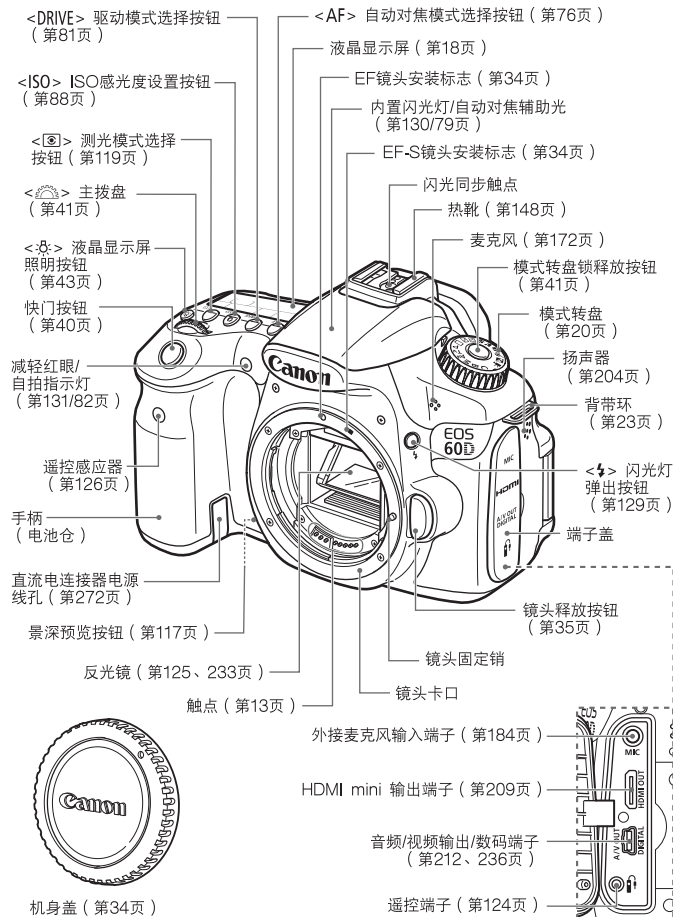 <DRIVE> 驱动模式选择按钮
（第81页）
<AF> 自动对焦模式选择按钮（第76页）
液晶显示屏（第18页）
<ISO> ISO感光度设置按钮
（第88页）
EF镜头安装标志（第34页）
内置闪光灯/自动对焦辅助光
（第130/79页）
< > 测光模式选择
按钮（第119页）
EF-S镜头安装标志（第34页）
闪光同步触点
< > 主拨盘
（第41页）
热靴（第148页）
麦克风（第172页）
< > 液晶显示屏
照明按钮
（第43页）
模式转盘锁释放按钮
（第41页）
快门按钮
（第40页）
模式转盘
（第20页）
减轻红眼/
自拍指示灯
（第131/82页）
扬声器
（第204页）
背带环
（第23页）
遥控感应器
（第126页）
<⚡> 闪光灯
弹出按钮
（第129页）
手柄
（电池仓）
端子盖
直流电连接器电源
线孔（第272页）
镜头释放按钮
（第35页）
景深预览按钮（第117页）
反光镜（第125、233页）
镜头固定销
触点（第13页）
镜头卡口
Canon
EOS
60D
MIC
HDMI
A/V OUT
DIGITAL
外接麦克风输入端子（第184页）
HDMI mini 输出端子（第209页）
音频/视频输出/数码端子
（第212、236页）
遥控端子（第124页）
EOS
MIC
HDMI OUT
A/V OUT
DIGITAL
Canon
机身盖（第34页）